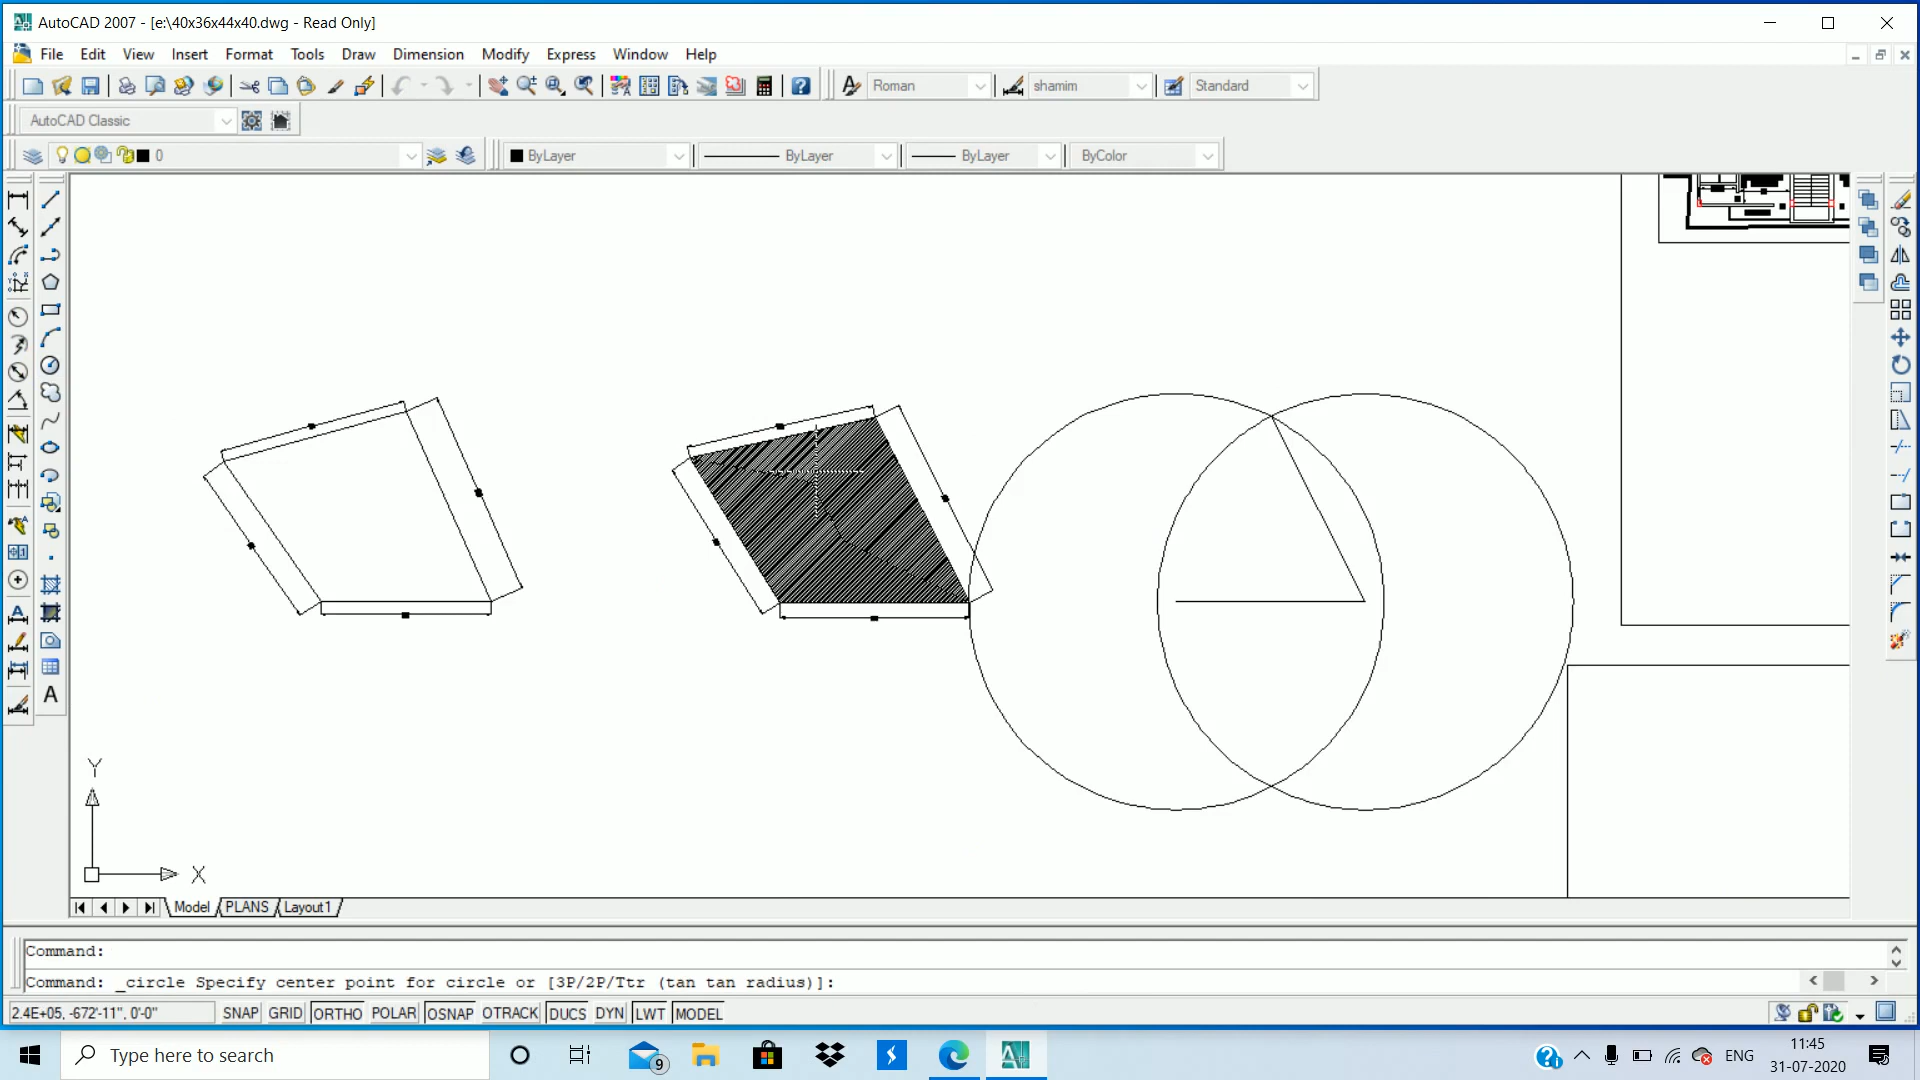 AutoCAD 2007 - [e:\40x36x44x40.dwg - Read Only]
File Edit View Insert Format Tools Draw Dimension Modify Express Window Help
Roman shamim Standard
AutoCAD Classic
0 ByLayer ByLayer ByLayer ByColor
A
Y
X
Model PLANS Layout1
Command:
Command: _circle Specify center point for circle or [3P/2P/Ttr (tan tan radius)]:
2.4E+05, -672'-11", 0'-0" SNAP GRID ORTHO POLAR OSNAP OTRACK DUCS DYN LWT MODEL
Type here to search 9 ENG 11:45
31-07-2020